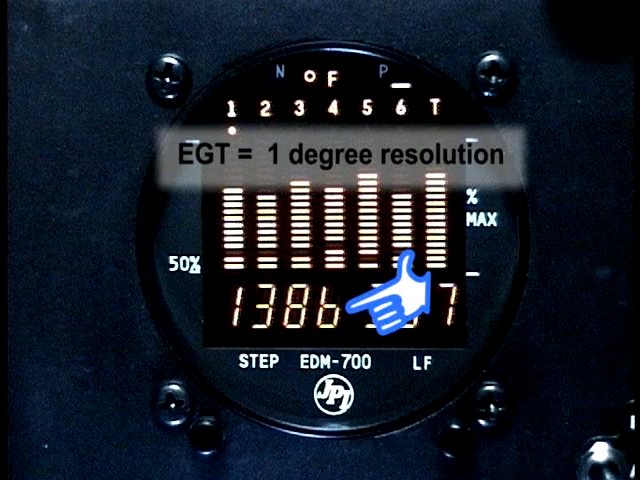 N °F P
1 2 3 4 5 6 T
EGT = 1 degree resolution
%
MAX
50%
1386
STEP EDM-700 LF
JPI